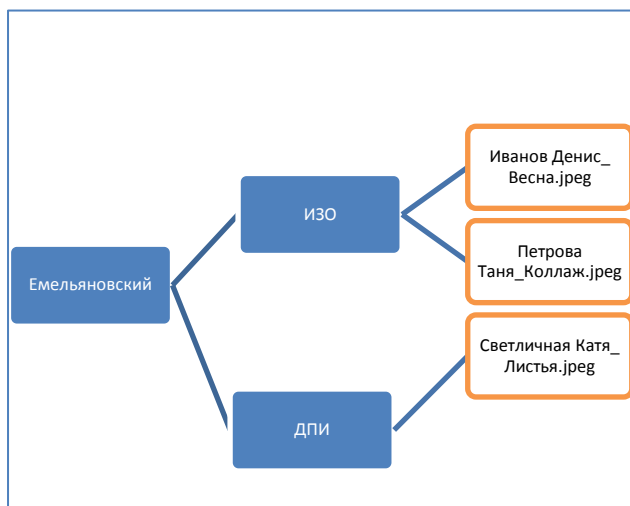 Емельяновский
ИЗО
Иванов Денис_
Весна.jpeg
Петрова
Таня_Коллаж.jpeg
ДПИ
Светличная Катя_
Листья.jpeg